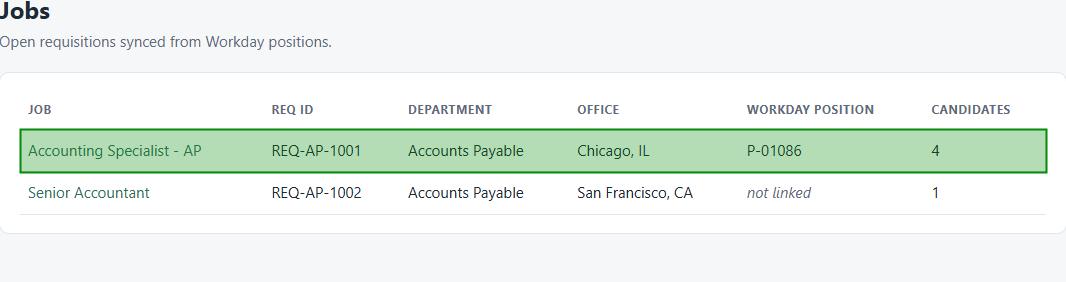 Jobs
Open requisitions synced from Workday positions.
JOB REQ ID DEPARTMENT OFFICE WORKDAY POSITION CANDIDATES
Accounting Specialist - AP REQ-AP-1001 Accounts Payable Chicago, IL P-01086 4
Senior Accountant REQ-AP-1002 Accounts Payable San Francisco, CA not linked 1